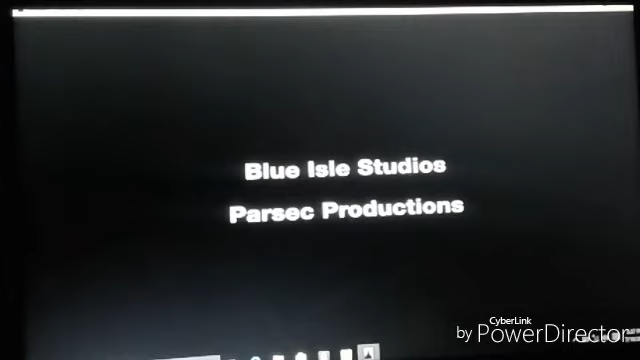 Blue Isle Studios
Parsec Productions
CyberLink
by PowerDirector